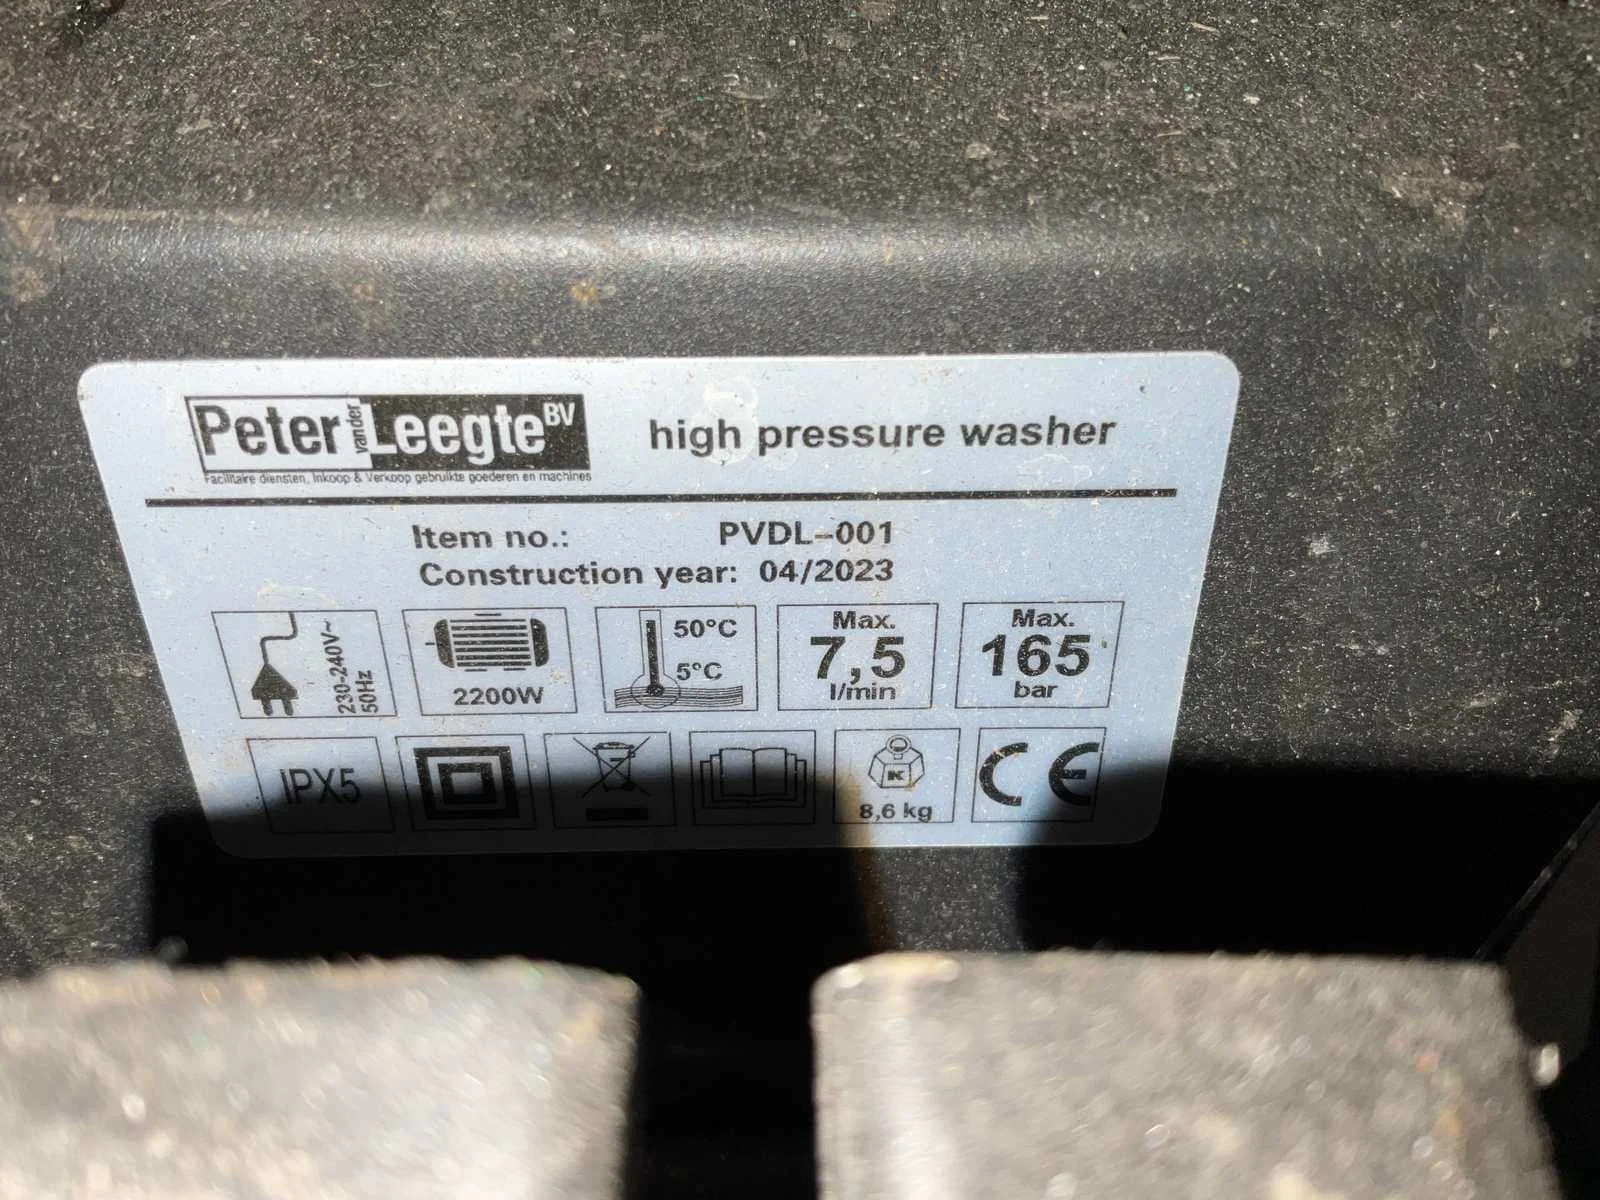 Peter van der Leegte BV
Facilitaire diensten, Inkoop & Verkoop gebruikte goederen en machines
high pressure washer
Item no.: PVDL-001
Construction year: 04/2023
230-240V~
50Hz
2200W
50°C
5°C
Max.
7,5
l/min
Max.
165
bar
IPX5
K
8,6 kg
CE